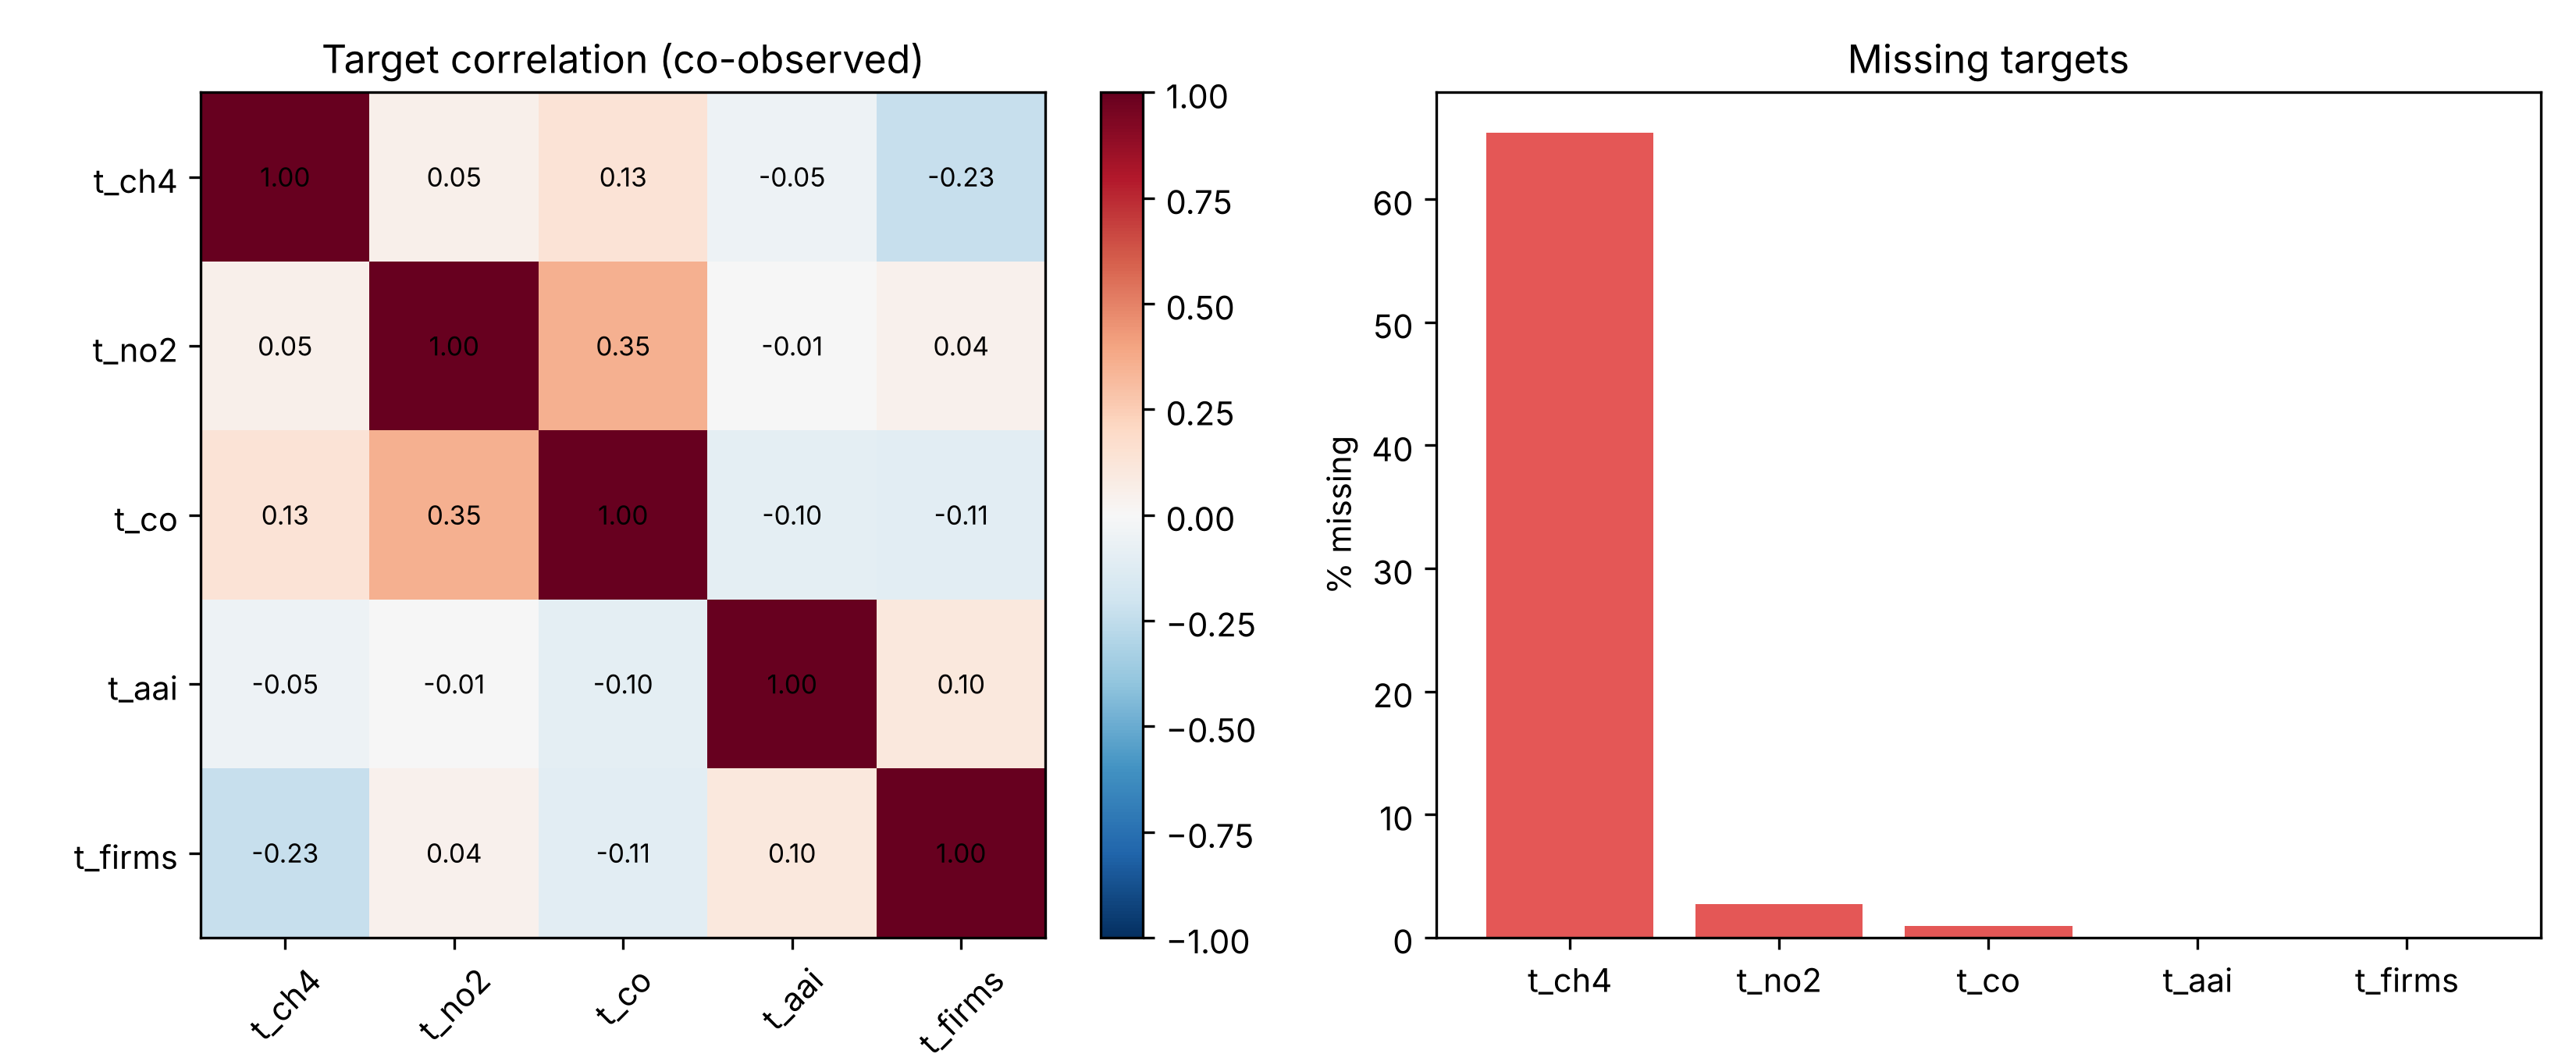 Target correlation (co-observed)
t_ch4 1.00 0.05 0.13 -0.05 -0.23
t_no2 0.05 1.00 0.35 -0.01 0.04
t_co 0.13 0.35 1.00 -0.10 -0.11
t_aai -0.05 -0.01 -0.10 1.00 0.10
t_firms -0.23 0.04 -0.11 0.10 1.00
t_ch4 t_no2 t_co t_aai t_firms
1.00
0.75
0.50
0.25
0.00
−0.25
−0.50
−0.75
−1.00
Missing targets
% missing
60
50
40
30
20
10
0
t_ch4 t_no2 t_co t_aai t_firms